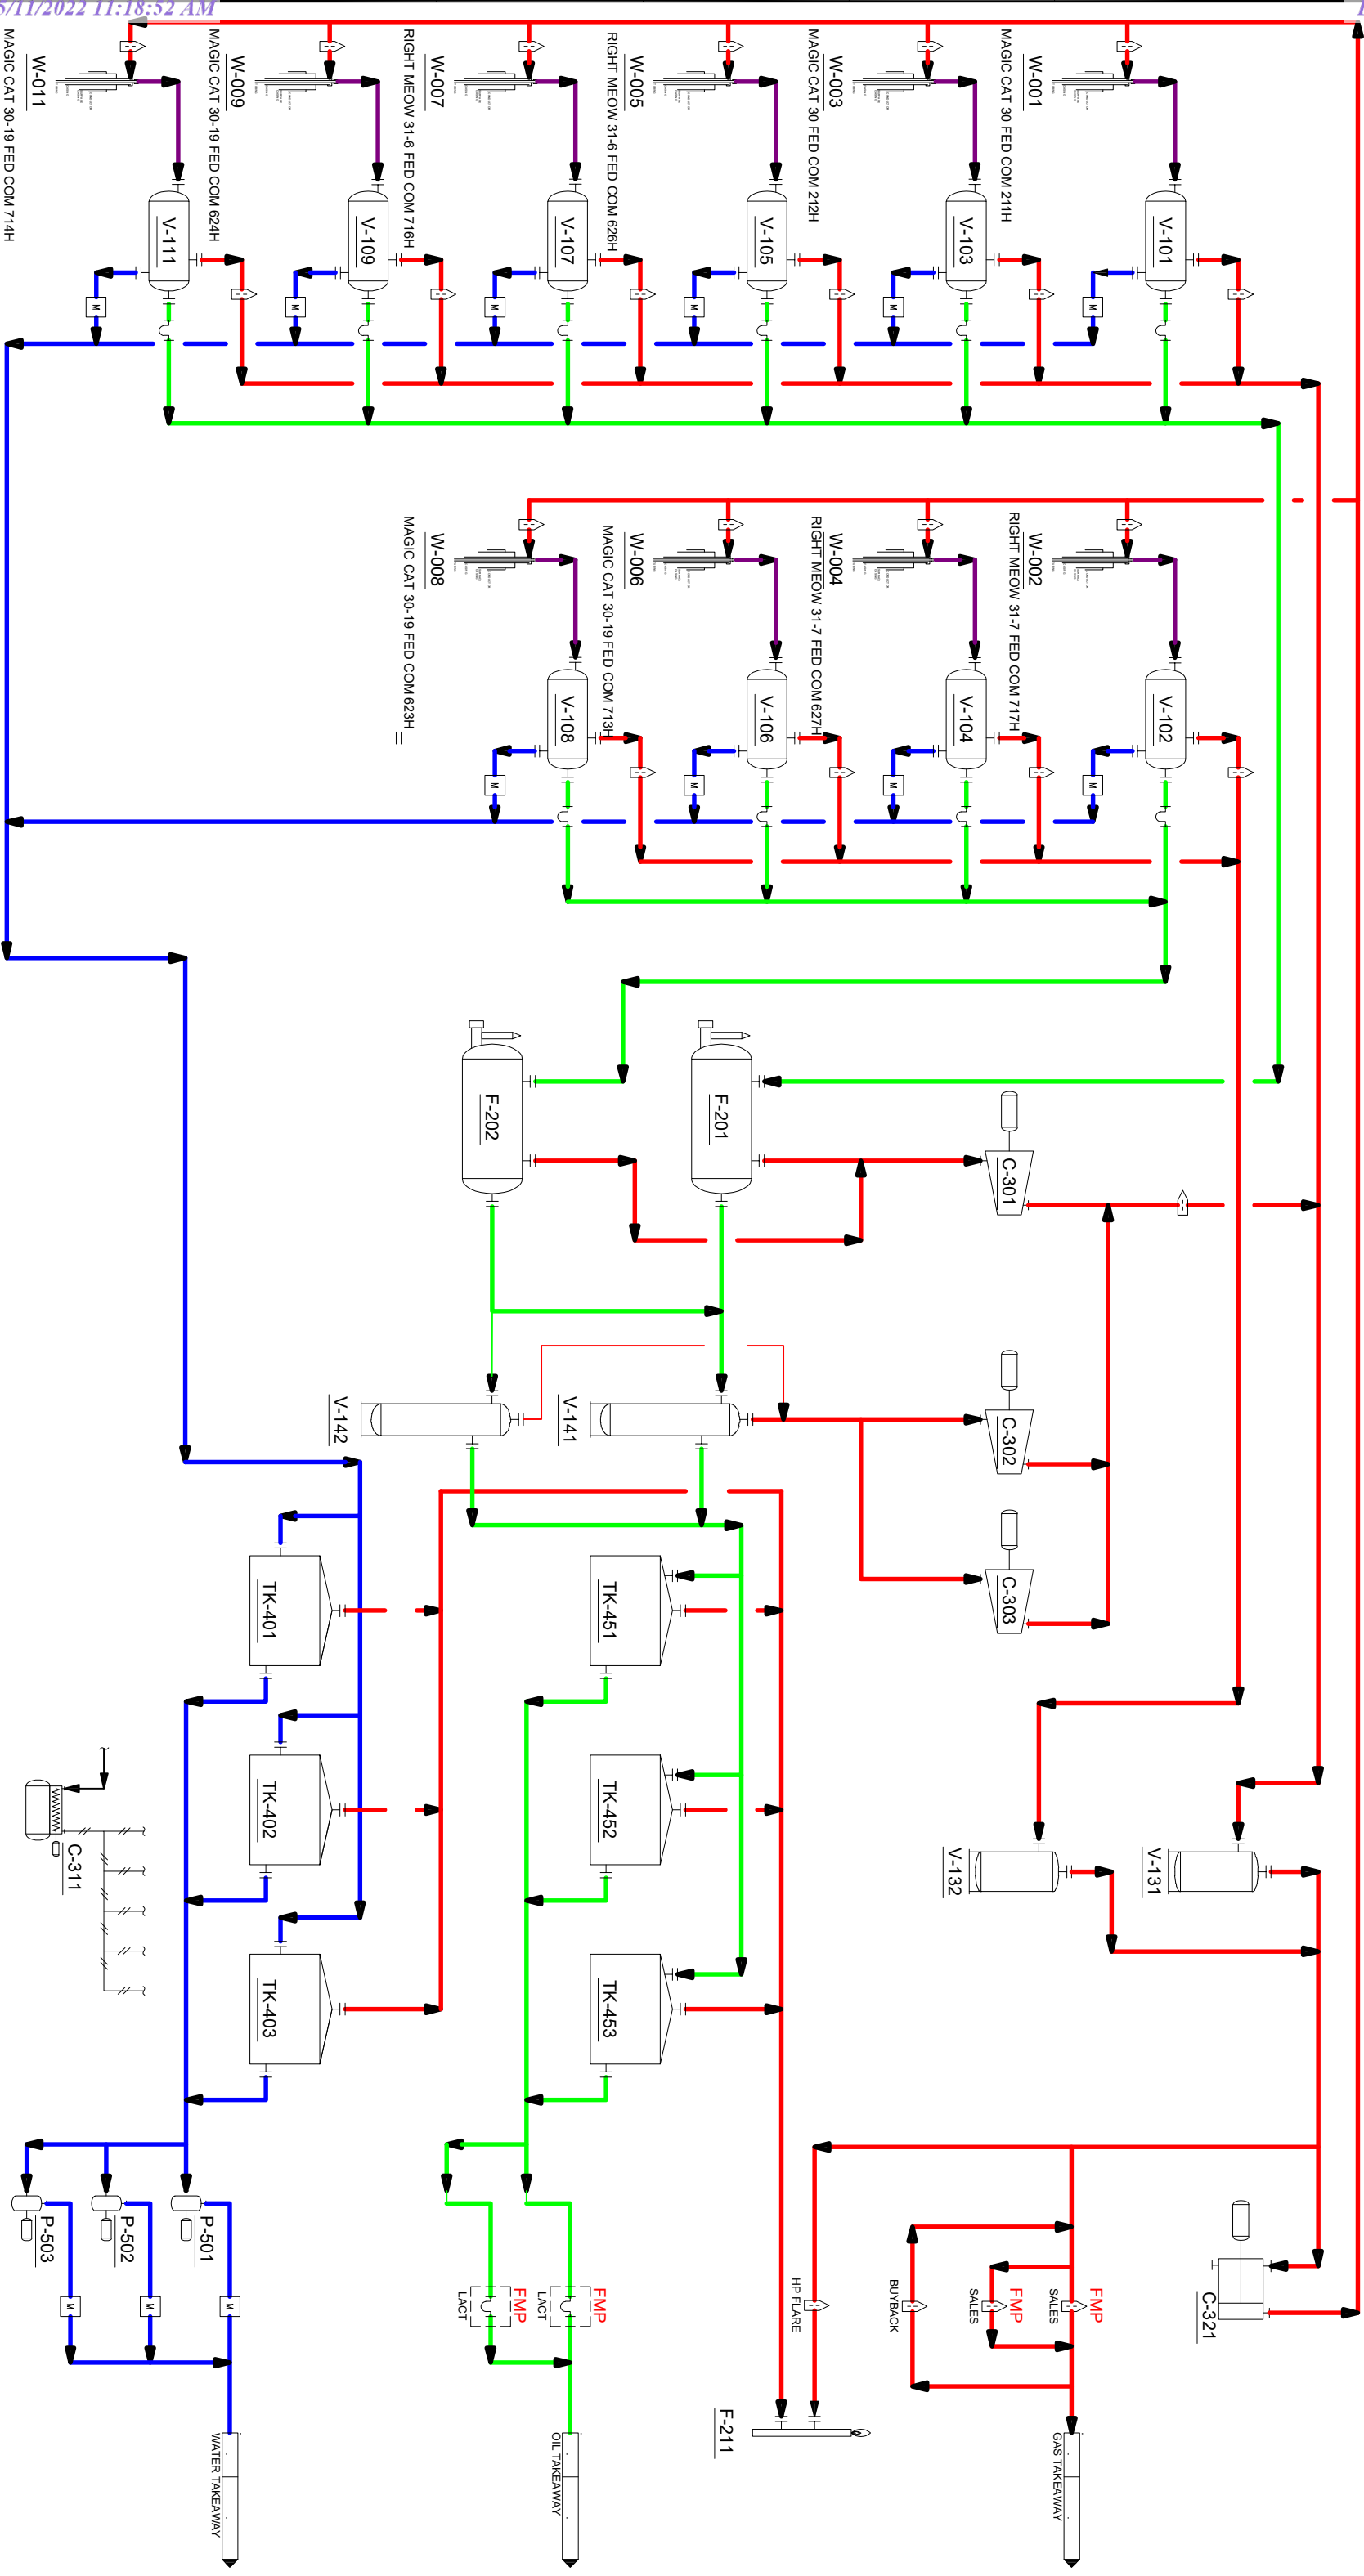 5/11/2022 11:18:52 AM
W-001
MAGIC CAT 30 FED COM 211H
V-101
M
W-003
MAGIC CAT 30 FED COM 212H
V-103
M
W-005
RIGHT MEOW 31-6 FED COM 626H
V-105
M
W-007
RIGHT MEOW 31-6 FED COM 716H
V-107
M
W-009
MAGIC CAT 30-19 FED COM 624H
V-109
M
W-011
MAGIC CAT 30-19 FED COM 714H
V-111
M
W-002
RIGHT MEOW 31-7 FED COM 717H
V-102
M
W-004
RIGHT MEOW 31-7 FED COM 627H
V-104
M
W-006
MAGIC CAT 30-19 FED COM 713H
V-106
M
W-008
MAGIC CAT 30-19 FED COM 623H
V-108
M
F-201
F-202
C-301
C-302
C-303
V-141
V-142
V-131
V-132
TK-451
TK-452
TK-453
TK-401
TK-402
TK-403
C-311
C-321
FMP
SALES
FMP
SALES
BUYBACK
HP FLARE
F-211
GAS TAKEAWAY
FMP
LACT
FMP
LACT
OIL TAKEAWAY
P-501
M
P-502
M
P-503
M
WATER TAKEAWAY